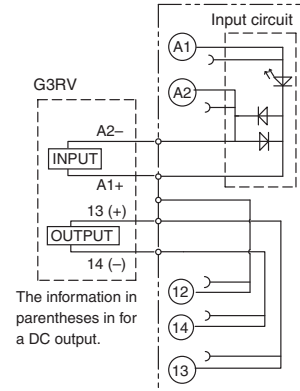 Input circuit
A1
G3RV
A2
A2–
INPUT
A1+
13 (+)
OUTPUT
14 (–)
12
The information in
parentheses in for
a DC output.
14
13